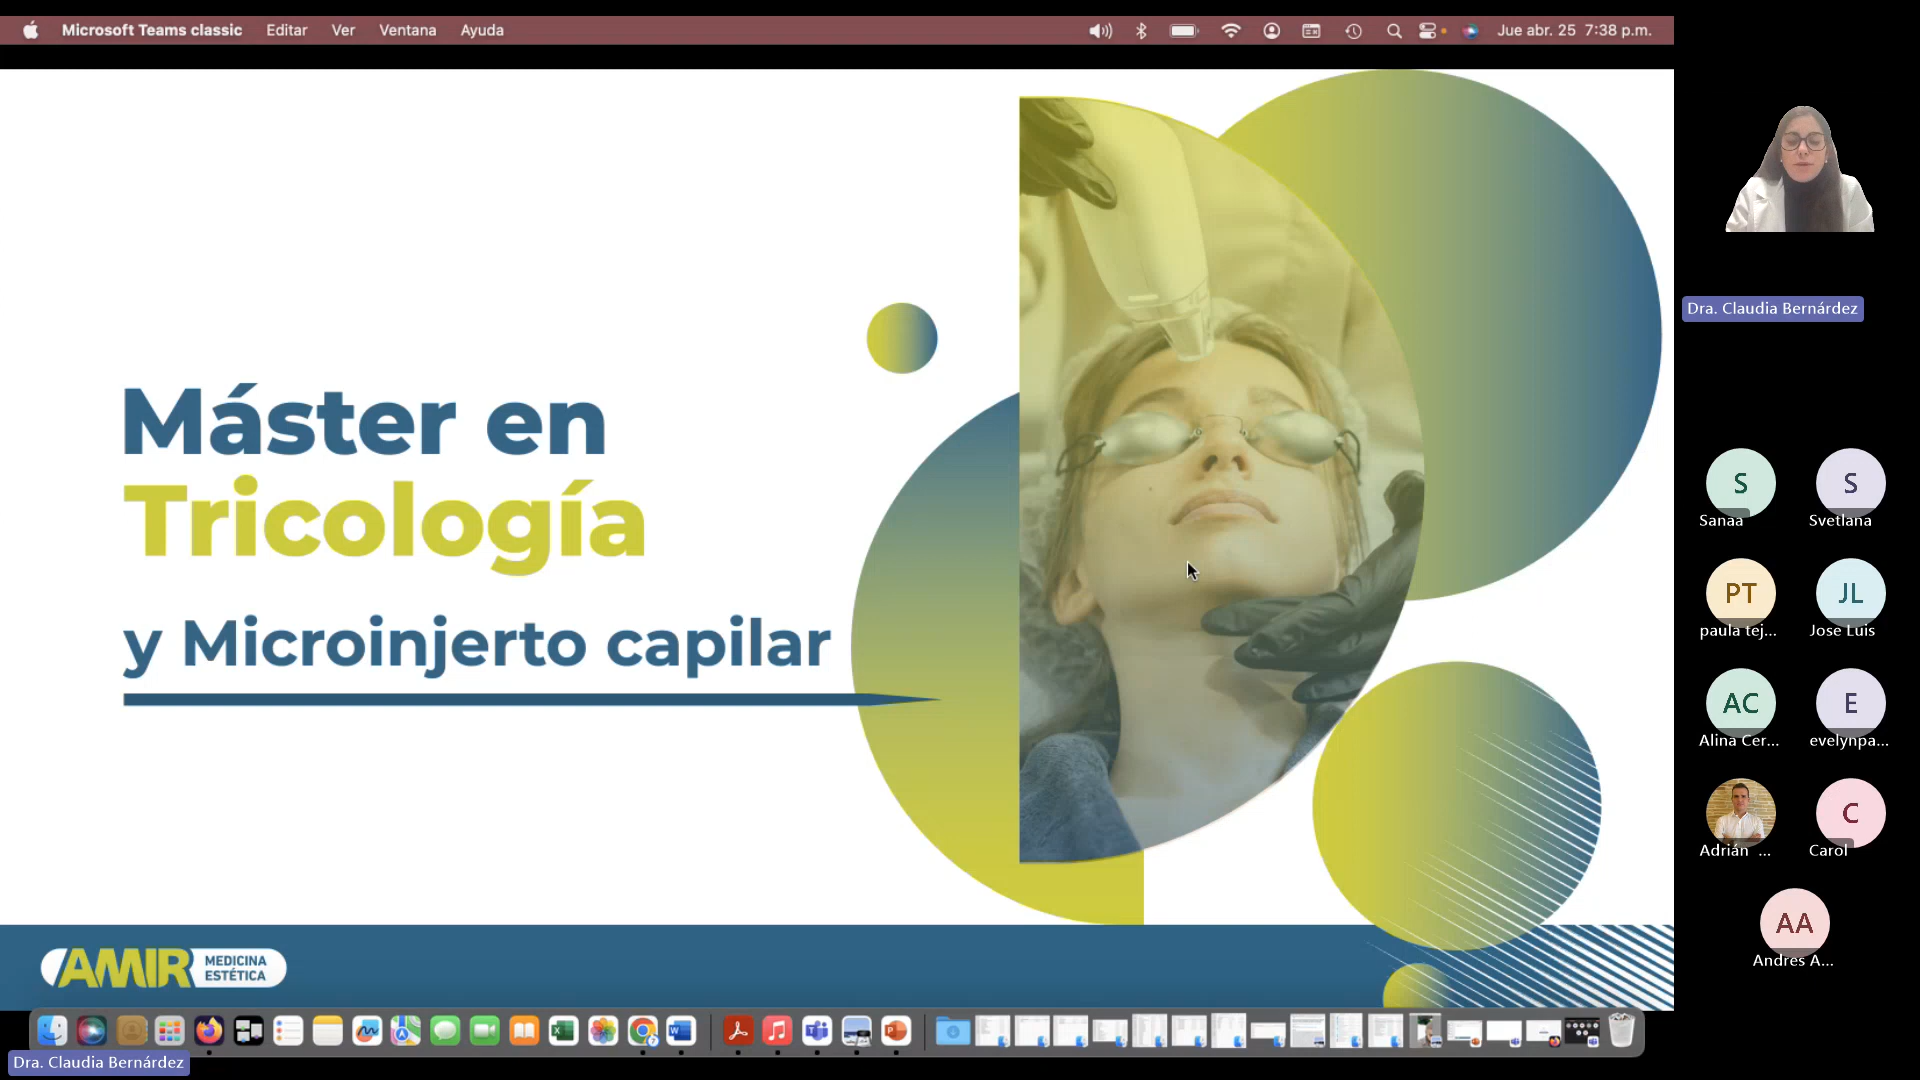 Microsoft Teams classic Editar Ver Ventana Ayuda Jue abr. 25 7:38 p.m.
Máster en
Tricología
y Microinjerto capilar
AMIR MEDICINA
ESTÉTICA
Dra. Claudia Bernárdez
Dra. Claudia Bernárdez
S S
Sanaa Svetlana
PT JL
paula tej... Jose Luis
AC E
Alina Cer... evelynpa...
C
Adrián ... Carol
AA
Andres A...